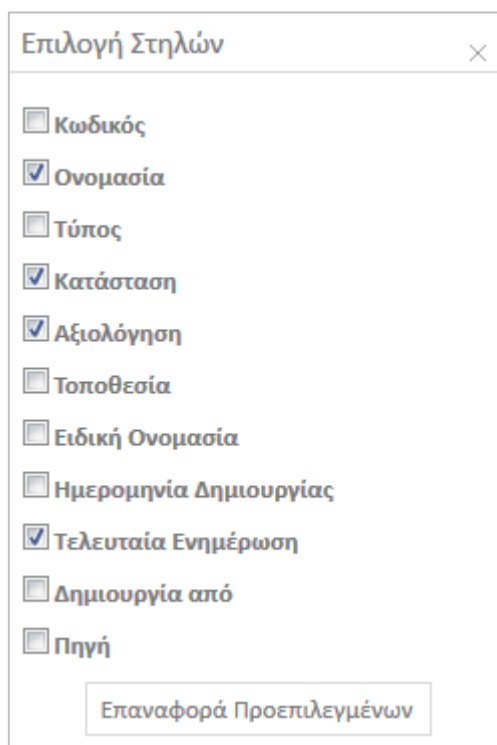 Επιλογή Στηλών
Κωδικός
Ονομασία
Τύπος
Κατάσταση
Αξιολόγηση
Τοποθεσία
Ειδική Ονομασία
Ημερομηνία Δημιουργίας
Τελευταία Ενημέρωση
Δημιουργία από
Πηγή
Επαναφορά Προεπιλεγμένων